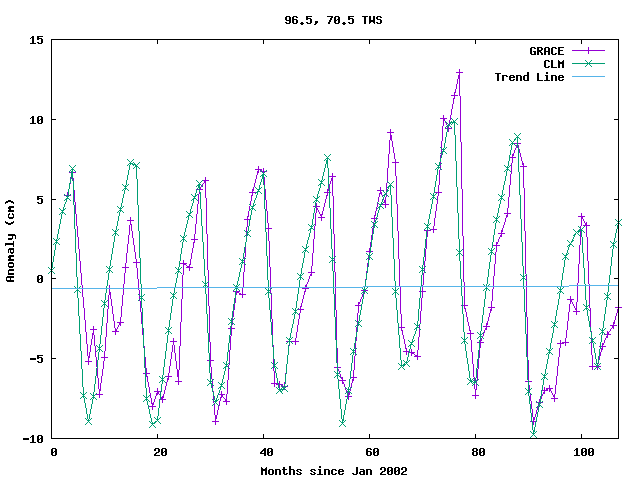 96.5, 70.5 TWS
GRACE
CLM
Trend Line
15
10
5
0
-5
-10
Anomaly (cm)
0 20 40 60 80 100
Months since Jan 2002